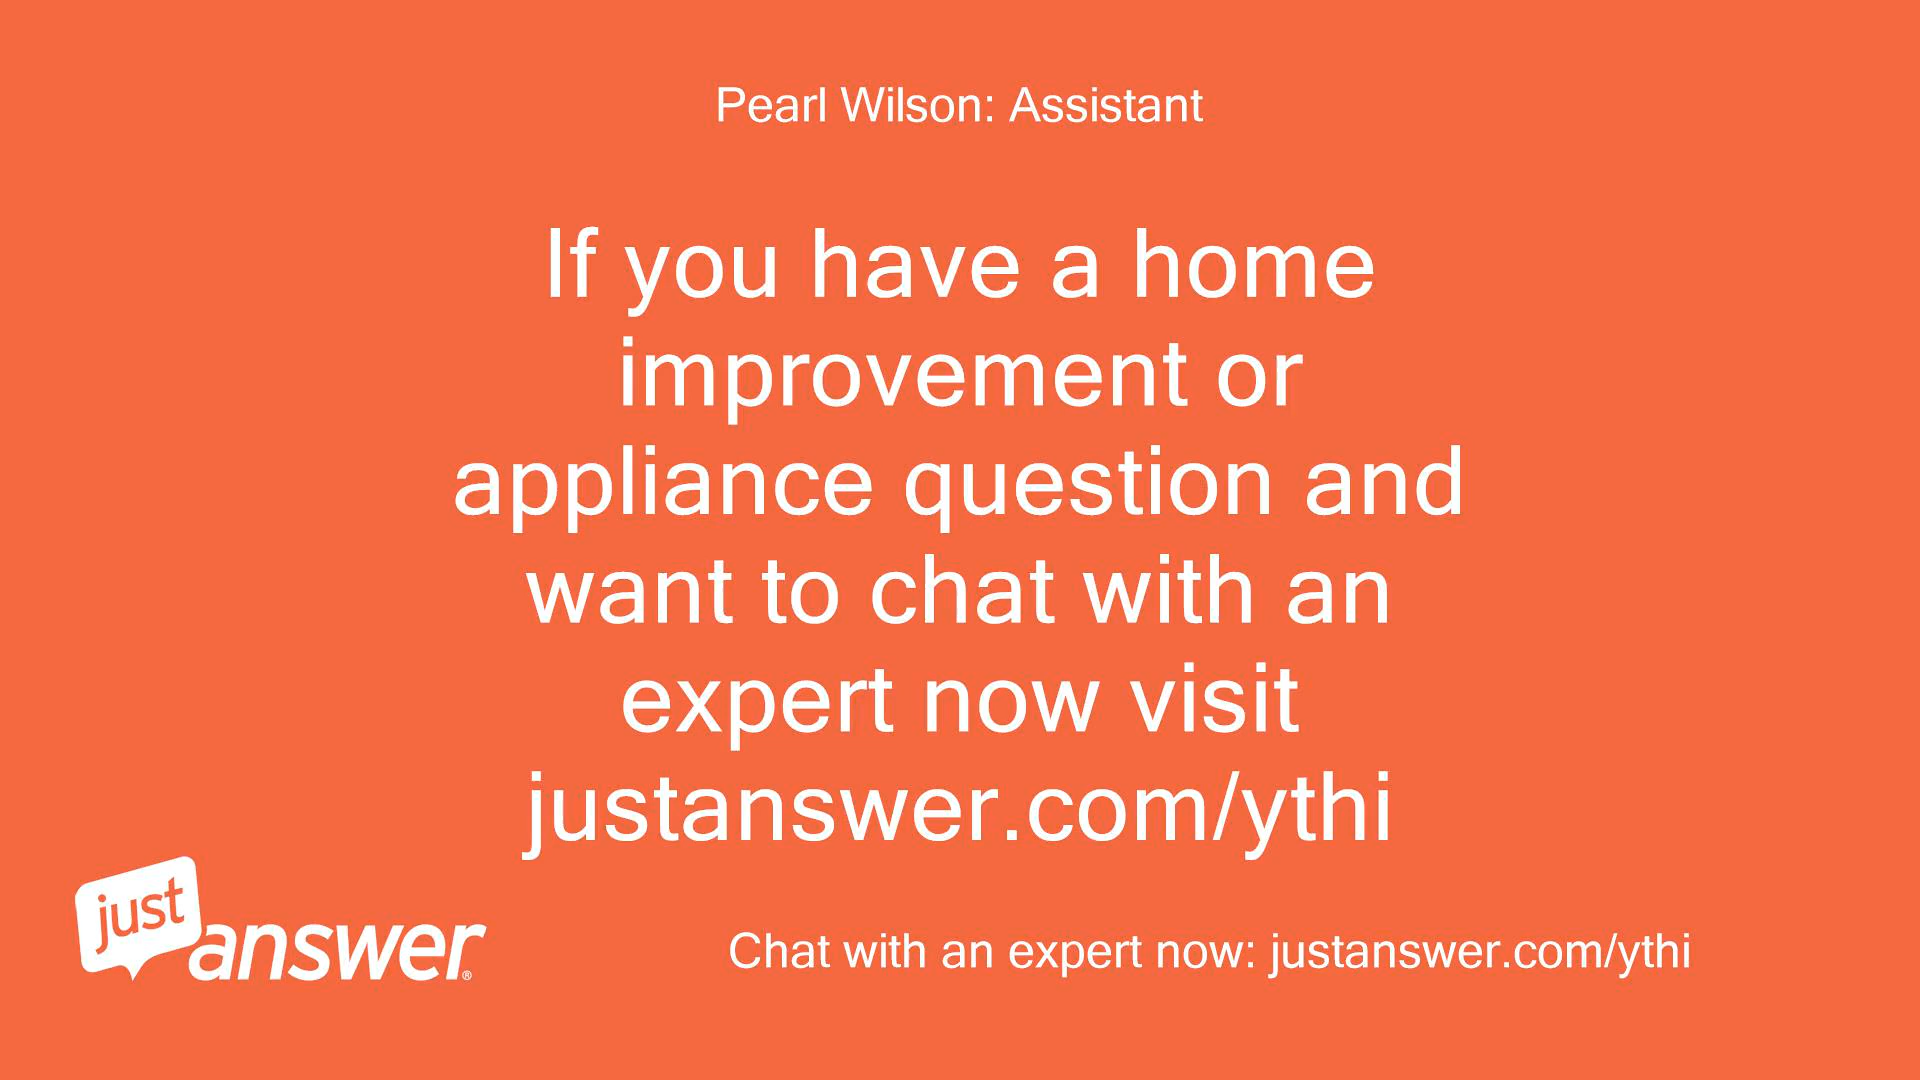 Pearl Wilson: Assistant
If you have a home
improvement or
appliance question and
want to chat with an
expert now visit
justanswer.com/ythi
just
answer®
Chat with an expert now: justanswer.com/ythi